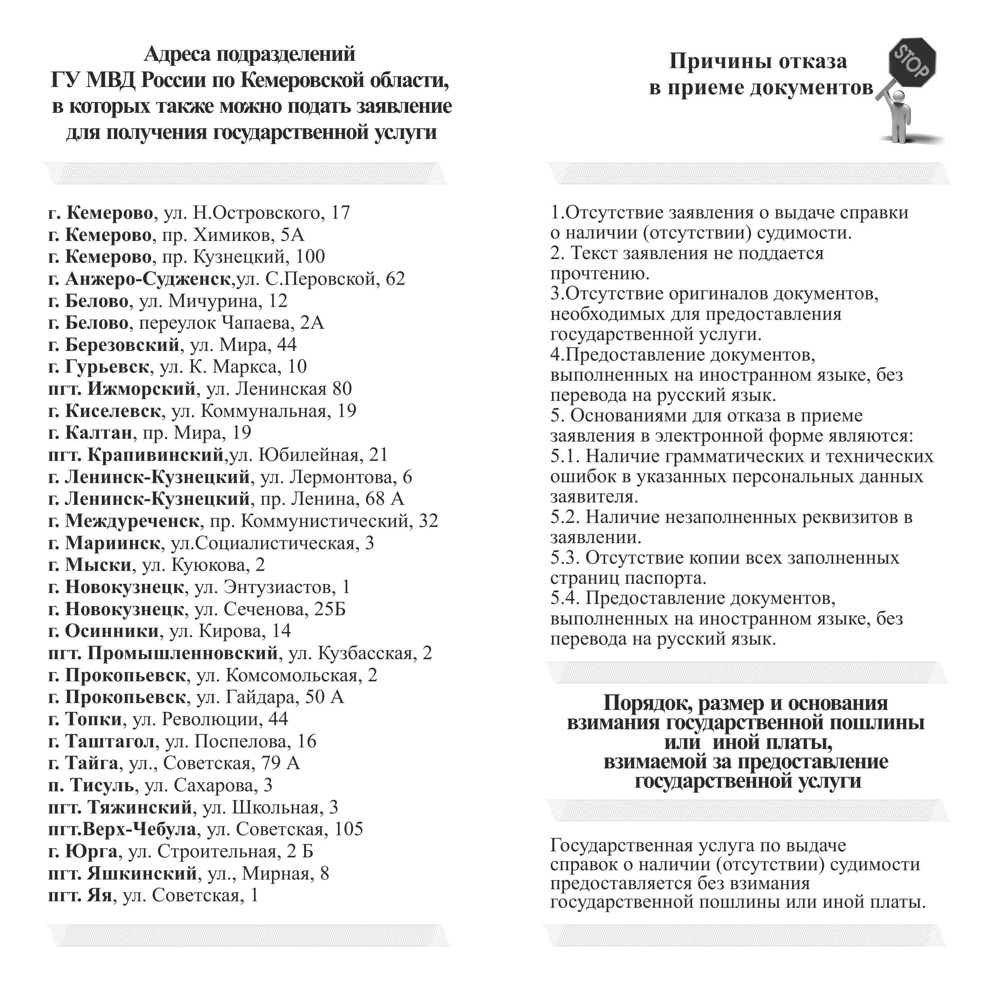 Адреса подразделений
ГУ МВД России по Кемеровской области,
в которых также можно подать заявление
для получения государственной услуги
г. Кемерово, ул. Н.Островского, 17
г. Кемерово, пр. Химиков, 5А
г. Кемерово, пр. Кузнецкий, 100
г. Анжеро-Судженск,ул. С.Перовской, 62
г. Белово, ул. Мичурина, 12
г. Белово, переулок Чапаева, 2А
г. Березовский, ул. Мира, 44
г. Гурьевск, ул. К. Маркса, 10
пгт. Ижморский, ул. Ленинская 80
г. Киселевск, ул. Коммунальная, 19
г. Калтан, пр. Мира, 19
пгт. Крапивинский,ул. Юбилейная, 21
г. Ленинск-Кузнецкий, ул. Лермонтова, 6
г. Ленинск-Кузнецкий, пр. Ленина, 68 А
г. Междуреченск, пр. Коммунистический, 32
г. Мариинск, ул.Социалистическая, 3
г. Мыски, ул. Куюкова, 2
г. Новокузнецк, ул. Энтузиастов, 1
г. Новокузнецк, ул. Сеченова, 25Б
г. Осинники, ул. Кирова, 14
пгт. Промышленновский, ул. Кузбасская, 2
г. Прокопьевск, ул. Комсомольская, 2
г. Прокопьевск, ул. Гайдара, 50 А
г. Топки, ул. Революции, 44
г. Таштагол, ул. Поспелова, 16
г. Тайга, ул., Советская, 79 А
п. Тисуль, ул. Сахарова, 3
пгт. Тяжинский, ул. Школьная, 3
пгт.Верх-Чебула, ул. Советская, 105
г. Юрга, ул. Строительная, 2 Б
пгт. Яшкинский, ул., Мирная, 8
пгт. Яя, ул. Советская, 1
Причины отказа
в приеме документов
STOP
1.Отсутствие заявления о выдаче справки
о наличии (отсутствии) судимости.
2. Текст заявления не поддается
прочтению.
3.Отсутствие оригиналов документов,
необходимых для предоставления
государственной услуги.
4.Предоставление документов,
выполненных на иностранном языке, без
перевода на русский язык.
5. Основаниями для отказа в приеме
заявления в электронной форме являются:
5.1. Наличие грамматических и технических
ошибок в указанных персональных данных
заявителя.
5.2. Наличие незаполненных реквизитов в
заявлении.
5.3. Отсутствие копии всех заполненных
страниц паспорта.
5.4. Предоставление документов,
выполненных на иностранном языке, без
перевода на русский язык.
Порядок, размер и основания
взимания государственной пошлины
или иной платы,
взимаемой за предоставление
государственной услуги
Государственная услуга по выдаче
справок о наличии (отсутствии) судимости
предоставляется без взимания
государственной пошлины или иной платы.